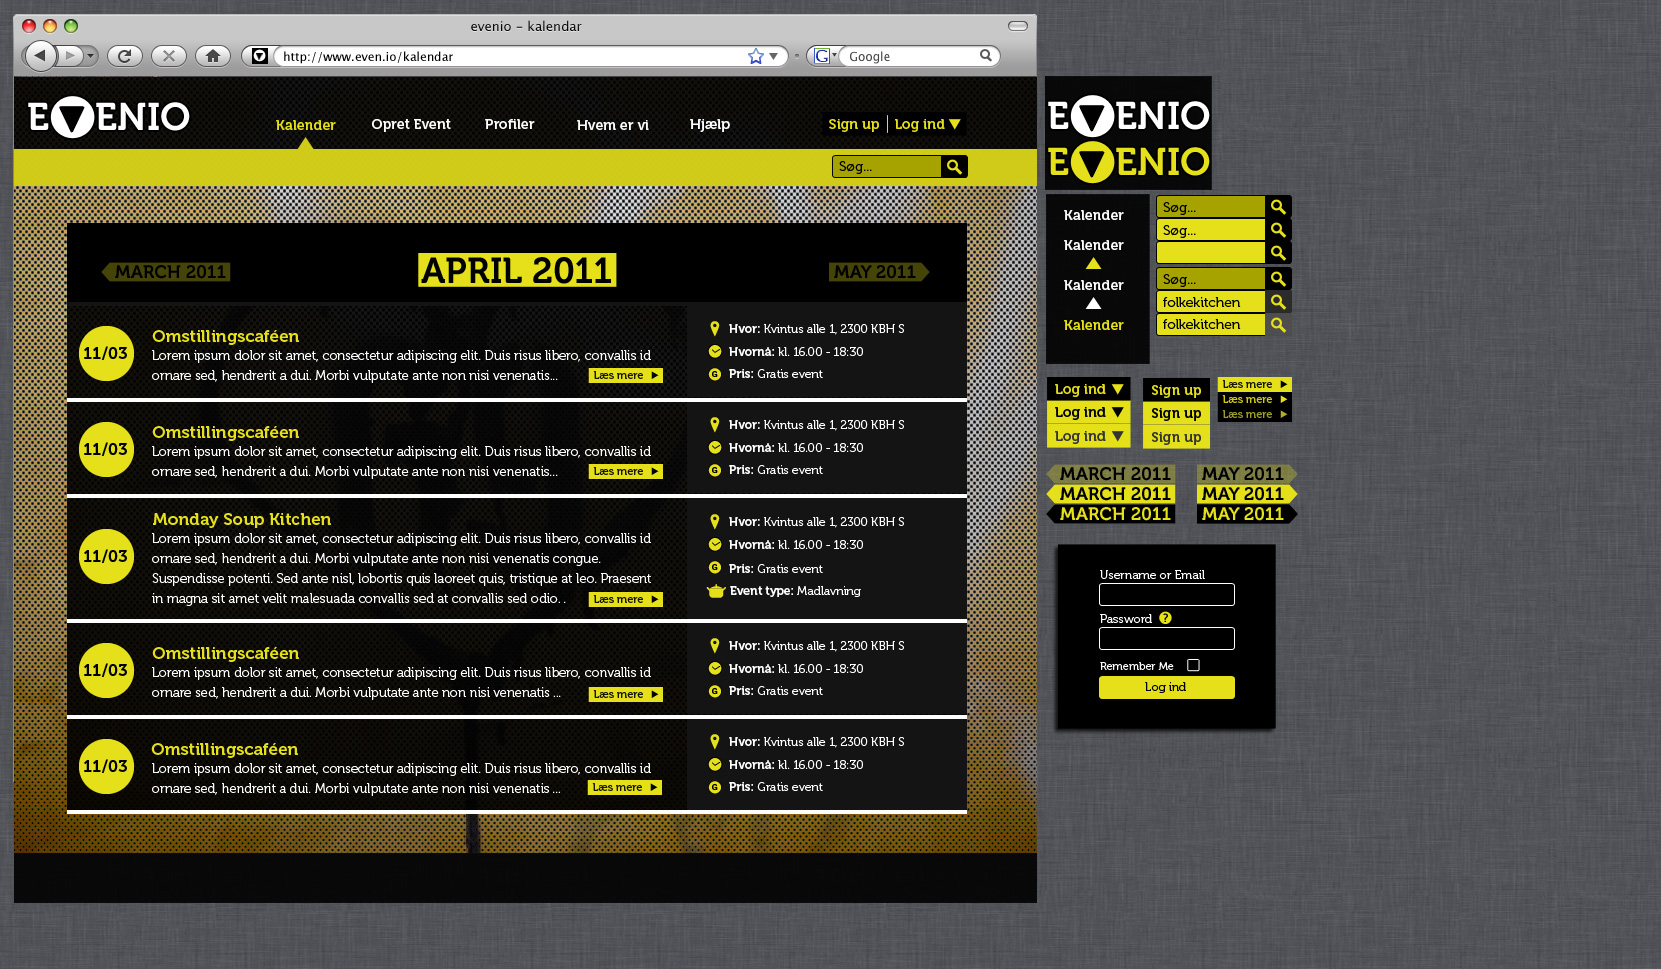 evenio – kalendar
http://www.even.io/kalendar
Google
EVENIO
Kalender Opret Event Profiler Hvem er vi Hjælp
Sign up Log ind
Søg...
MARCH 2011
APRIL 2011
MAY 2011
11/03
Omstillingscaféen
Lorem ipsum dolor sit amet, consectetur adipiscing elit. Duis risus libero, convallis id
ornare sed, hendrerit a dui. Morbi vulputate ante non nisi venenatis...
Læs mere
Hvor: Kvintus alle 1, 2300 KBH S
Hvornå: kl. 16.00 - 18:30
Pris: Gratis event
11/03
Omstillingscaféen
Lorem ipsum dolor sit amet, consectetur adipiscing elit. Duis risus libero, convallis id
ornare sed, hendrerit a dui. Morbi vulputate ante non nisi venenatis...
Læs mere
Hvor: Kvintus alle 1, 2300 KBH S
Hvornå: kl. 16.00 - 18:30
Pris: Gratis event
11/03
Monday Soup Kitchen
Lorem ipsum dolor sit amet, consectetur adipiscing elit. Duis risus libero, convallis id
ornare sed, hendrerit a dui. Morbi vulputate ante non nisi venenatis congue.
Suspendisse potenti. Sed ante nisl, lobortis quis laoreet quis, tristique at leo. Praesent
in magna sit amet velit malesuada convallis sed at convallis sed odio. .
Læs mere
Hvor: Kvintus alle 1, 2300 KBH S
Hvornå: kl. 16.00 - 18:30
Pris: Gratis event
Event type: Madlavning
11/03
Omstillingscaféen
Lorem ipsum dolor sit amet, consectetur adipiscing elit. Duis risus libero, convallis id
ornare sed, hendrerit a dui. Morbi vulputate ante non nisi venenatis ...
Læs mere
Hvor: Kvintus alle 1, 2300 KBH S
Hvornå: kl. 16.00 - 18:30
Pris: Gratis event
11/03
Omstillingscaféen
Lorem ipsum dolor sit amet, consectetur adipiscing elit. Duis risus libero, convallis id
ornare sed, hendrerit a dui. Morbi vulputate ante non nisi venenatis ...
Læs mere
Hvor: Kvintus alle 1, 2300 KBH S
Hvornå: kl. 16.00 - 18:30
Pris: Gratis event
EVENIO
EVENIO
Kalender
Kalender
Kalender
Kalender
Søg...
Søg...
Søg...
folkekitchen
folkekitchen
Log ind
Log ind
Log ind
Sign up
Sign up
Sign up
Læs mere
Læs mere
Læs mere
MARCH 2011
MARCH 2011
MARCH 2011
MAY 2011
MAY 2011
MAY 2011
Username or Email
Password ?
Remember Me
Log ind